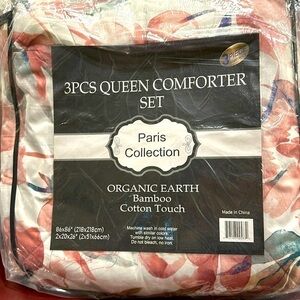 3PCS QUEEN COMFORTER
SET
Paris
Collection
ORGANIC EARTH
Bamboo
Cotton Touch
Made in China
86x86" (218x218cm)
2x20x26" (2x51x66cm)
Machine wash in cold water
with similar colors.
Tumble dry on low heat.
Do not bleach, no iron.